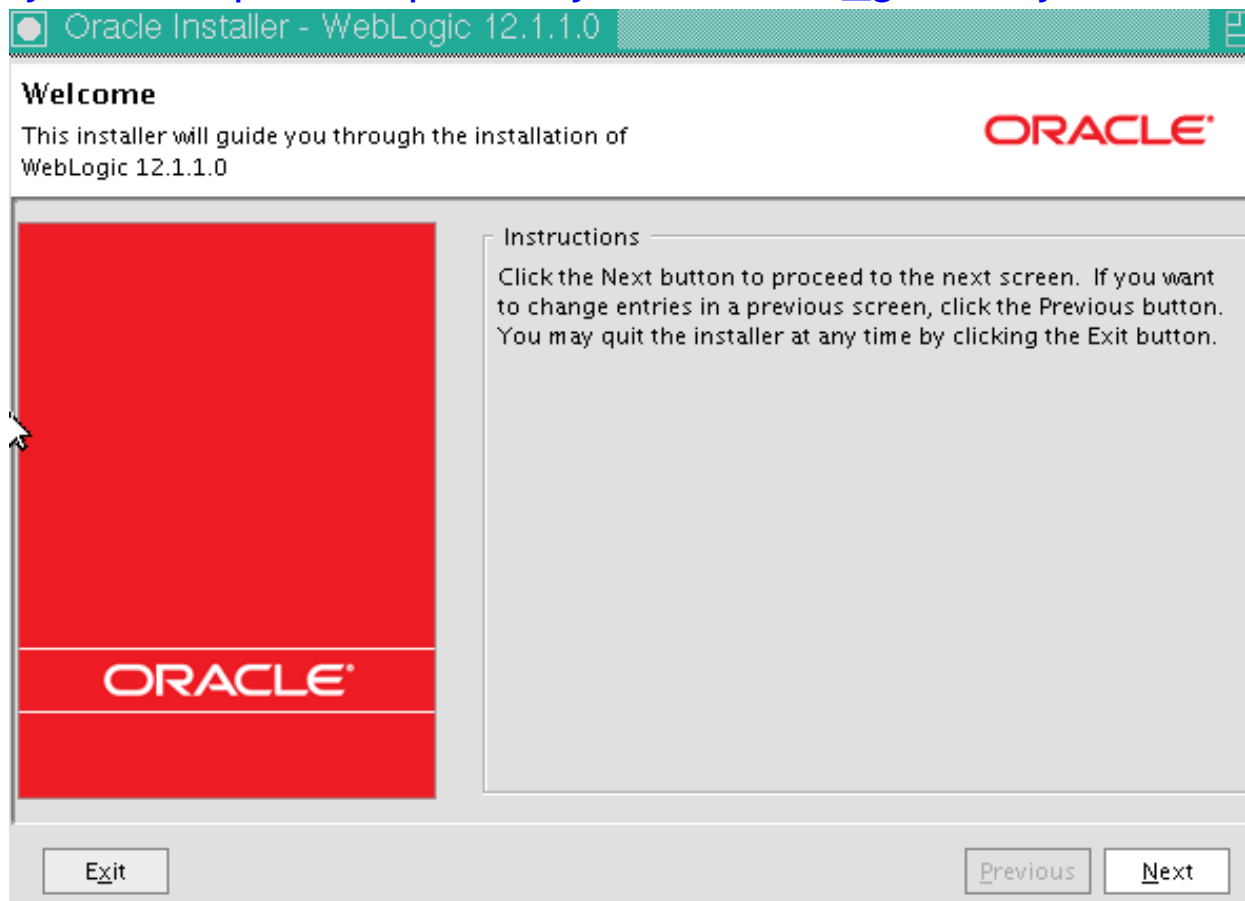 Oracle Installer - WebLogic 12.1.1.0
Welcome
This installer will guide you through the installation of
WebLogic 12.1.1.0
ORACLE
Instructions
Click the Next button to proceed to the next screen. If you want
to change entries in a previous screen, click the Previous button.
You may quit the installer at any time by clicking the Exit button.
ORACLE
Exit
Previous
Next